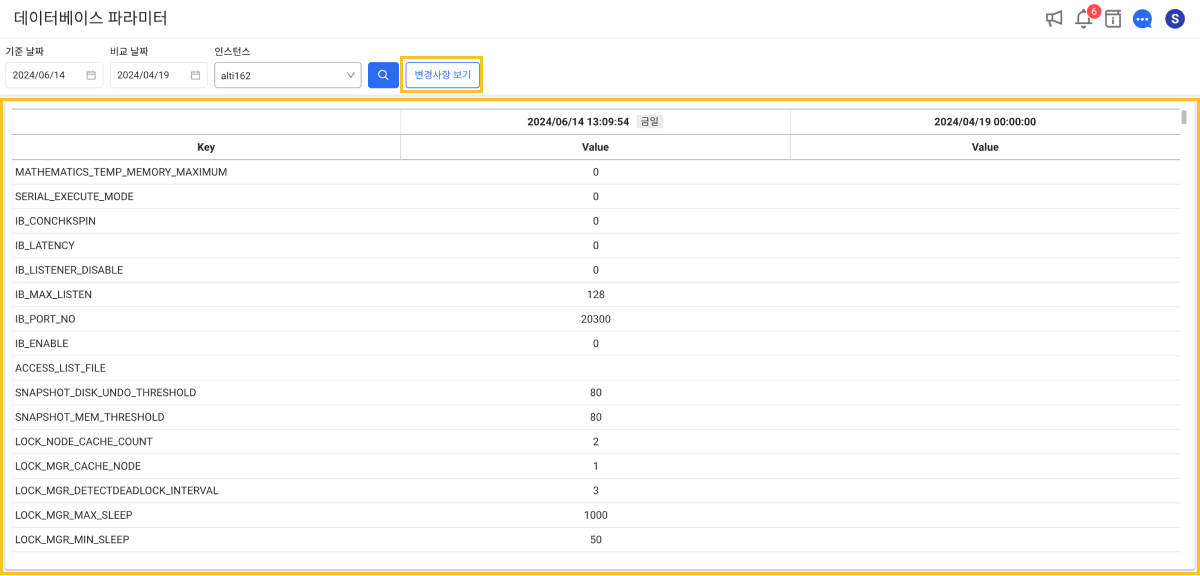 데이터베이스 파라미터
6
S
기준 날짜 비교 날짜 인스턴스
2024/06/14 2024/04/19 alti162 변경사항 보기
2024/06/14 13:09:54 금일 2024/04/19 00:00:00
Key Value Value
MATHEMATICS_TEMP_MEMORY_MAXIMUM 0
SERIAL_EXECUTE_MODE 0
IB_CONCHKSPIN 0
IB_LATENCY 0
IB_LISTENER_DISABLE 0
IB_MAX_LISTEN 128
IB_PORT_NO 20300
IB_ENABLE 0
ACCESS_LIST_FILE
SNAPSHOT_DISK_UNDO_THRESHOLD 80
SNAPSHOT_MEM_THRESHOLD 80
LOCK_NODE_CACHE_COUNT 2
LOCK_MGR_CACHE_NODE 1
LOCK_MGR_DETECTDEADLOCK_INTERVAL 3
LOCK_MGR_MAX_SLEEP 1000
LOCK_MGR_MIN_SLEEP 50